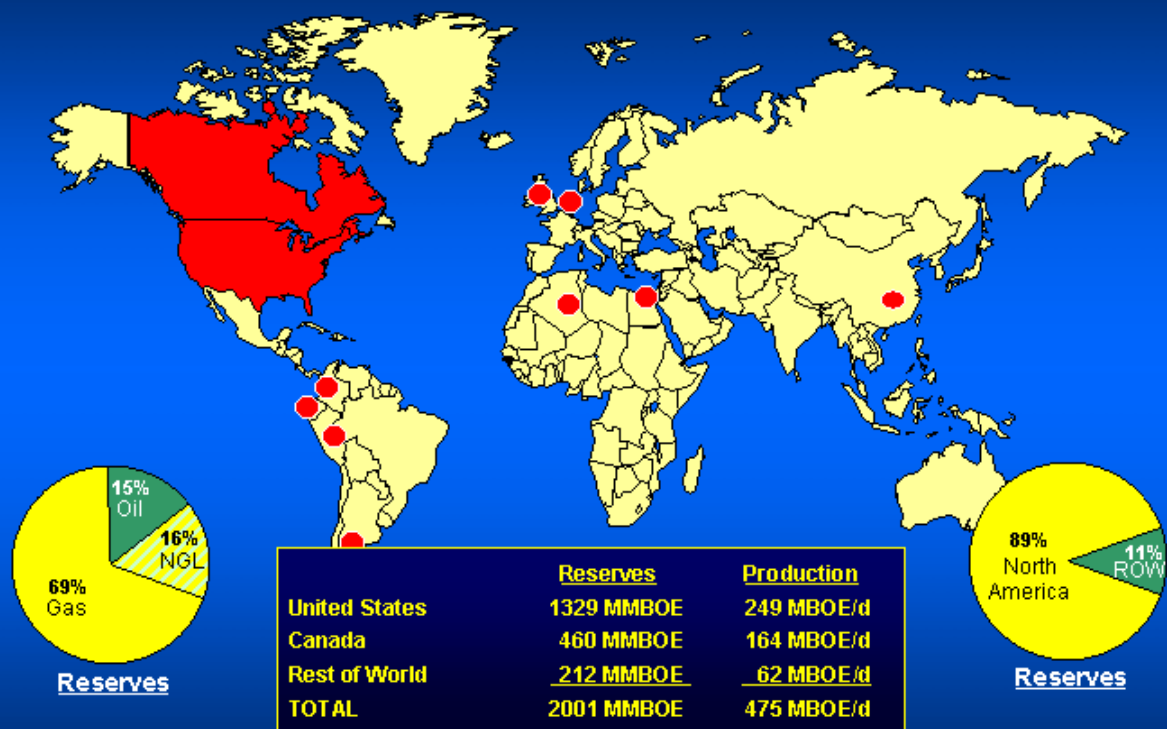 15%
Oil
16%
NGL
69%
Gas
Reserves
Reserves Production
United States 1329 MMBOE 249 MBOE/d
Canada 460 MMBOE 164 MBOE/d
Rest of World 212 MMBOE 62 MBOE/d
TOTAL 2001 MMBOE 475 MBOE/d
89%
North
America
11%
ROW
Reserves